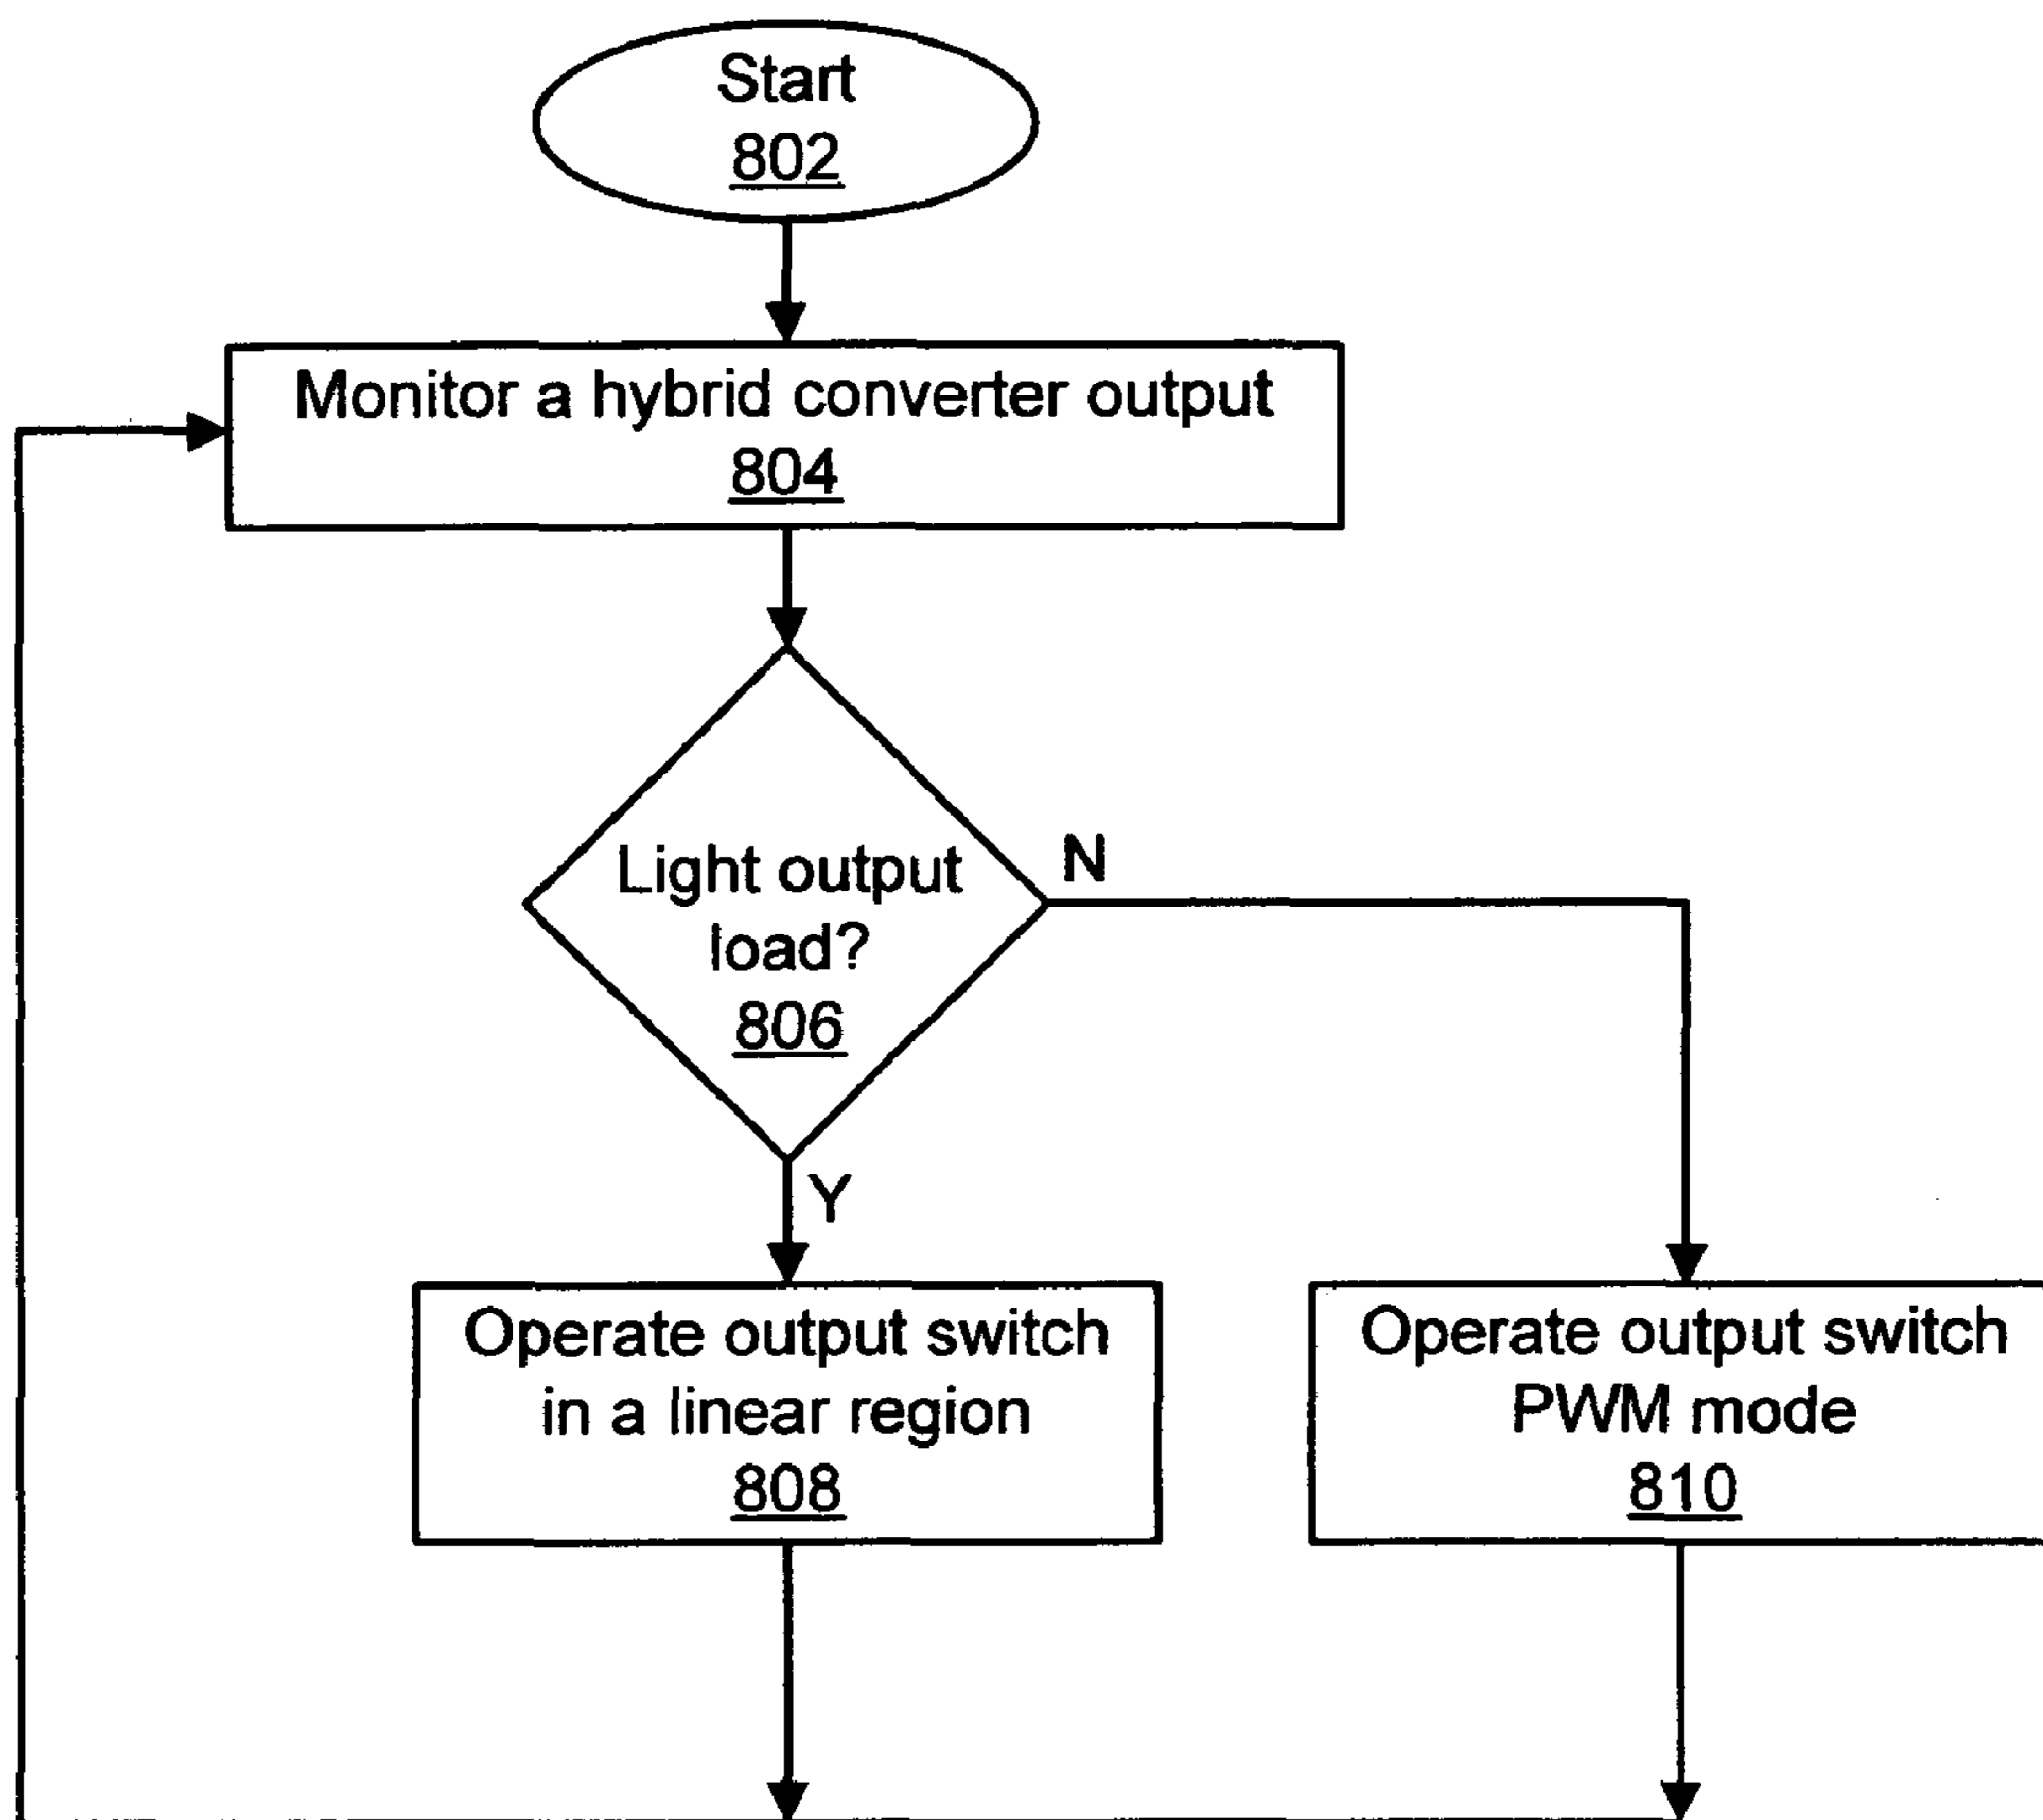 Start
802
Monitor a hybrid converter output
804
Light output
load?
806
N
Y
Operate output switch
in a linear region
808
Operate output switch
PWM mode
810